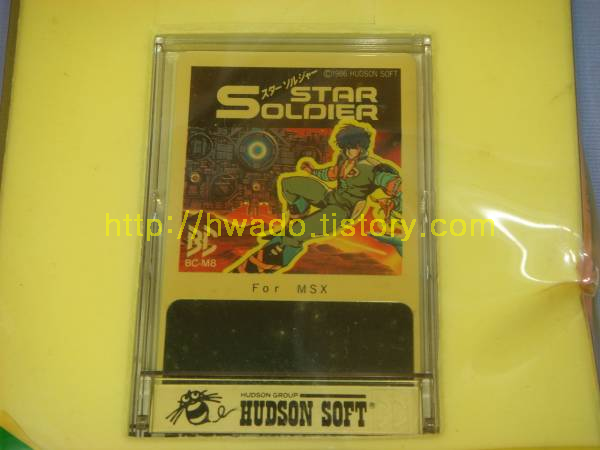 ©1986 HUDSON SOFT
スターソルジャー
STAR
SOLDIER
http://hwado.tistory.com
BC
BC-M8
For MSX
HUDSON GROUP
HUDSON SOFT®